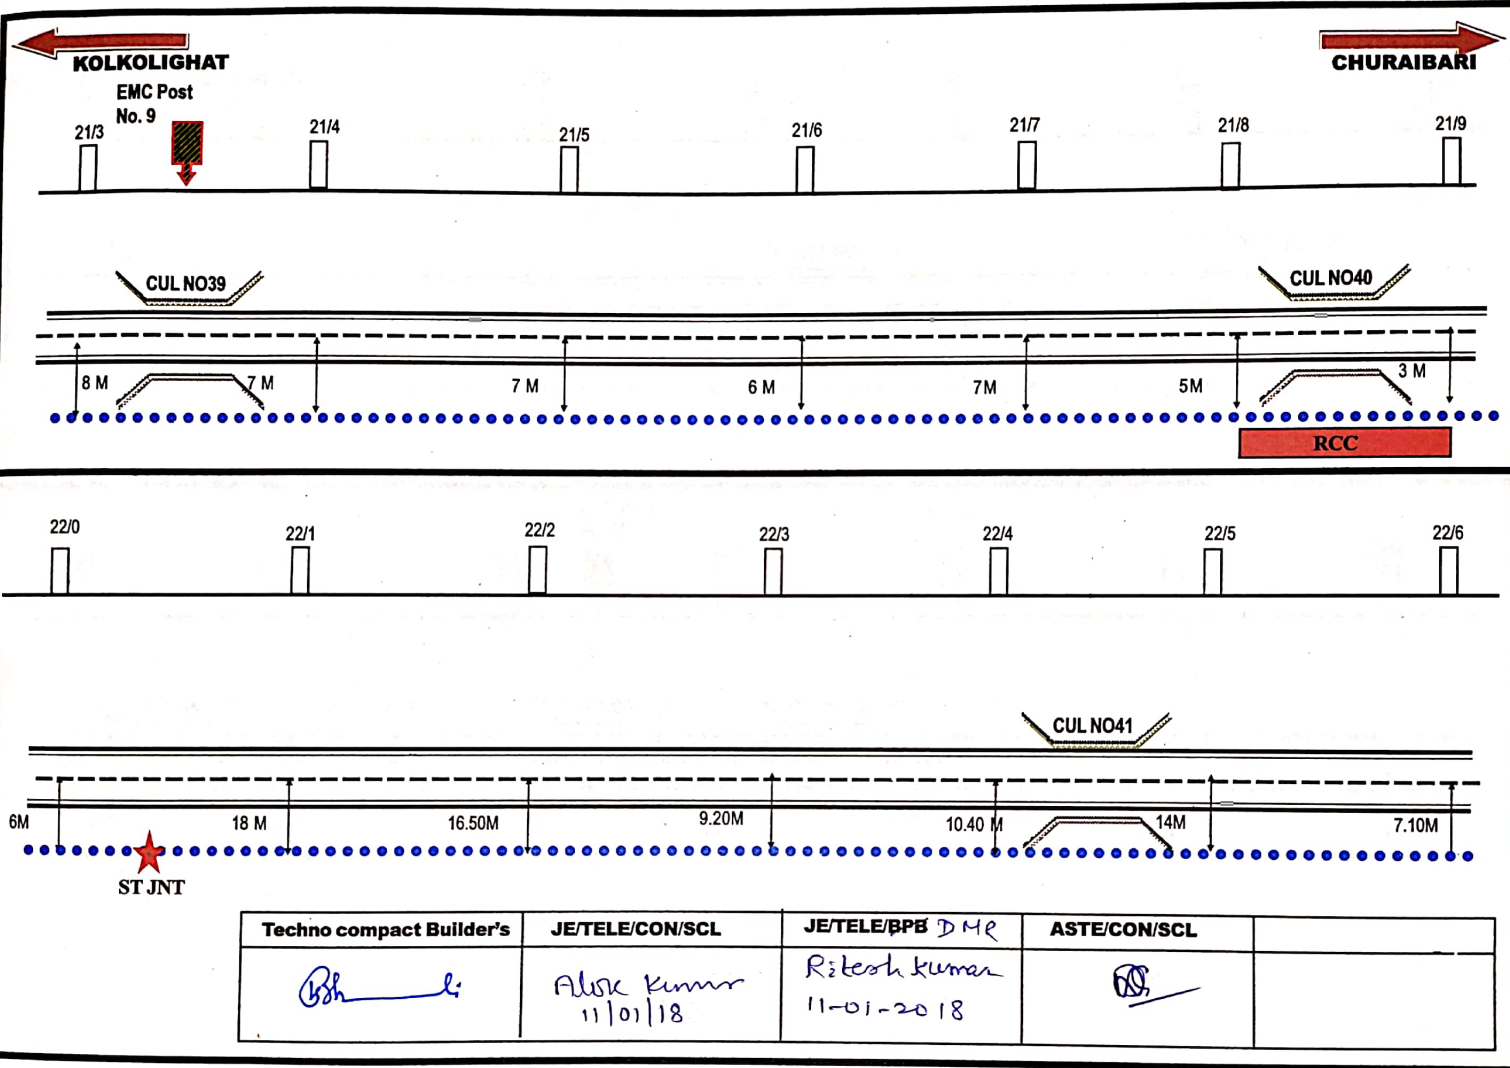 KOLKOLIGHAT
CHURAIBARI
EMC Post
No. 9
21/3
21/4
21/5
21/6
21/7
21/8
21/9
CUL NO39
CUL NO40
8 M
7 M
7 M
6 M
7M
5M
3 M
RCC
22/0
22/1
22/2
22/3
22/4
22/5
22/6
CUL NO41
6M
18 M
16.50M
9.20M
10.40 M
14M
7.10M
ST JNT
Techno compact Builder's
JE/TELE/CON/SCL
JE/TELE/BPB DMR
ASTE/CON/SCL
Alok Kumar
11/01/18
Ritesh Kumar
11-01-2018